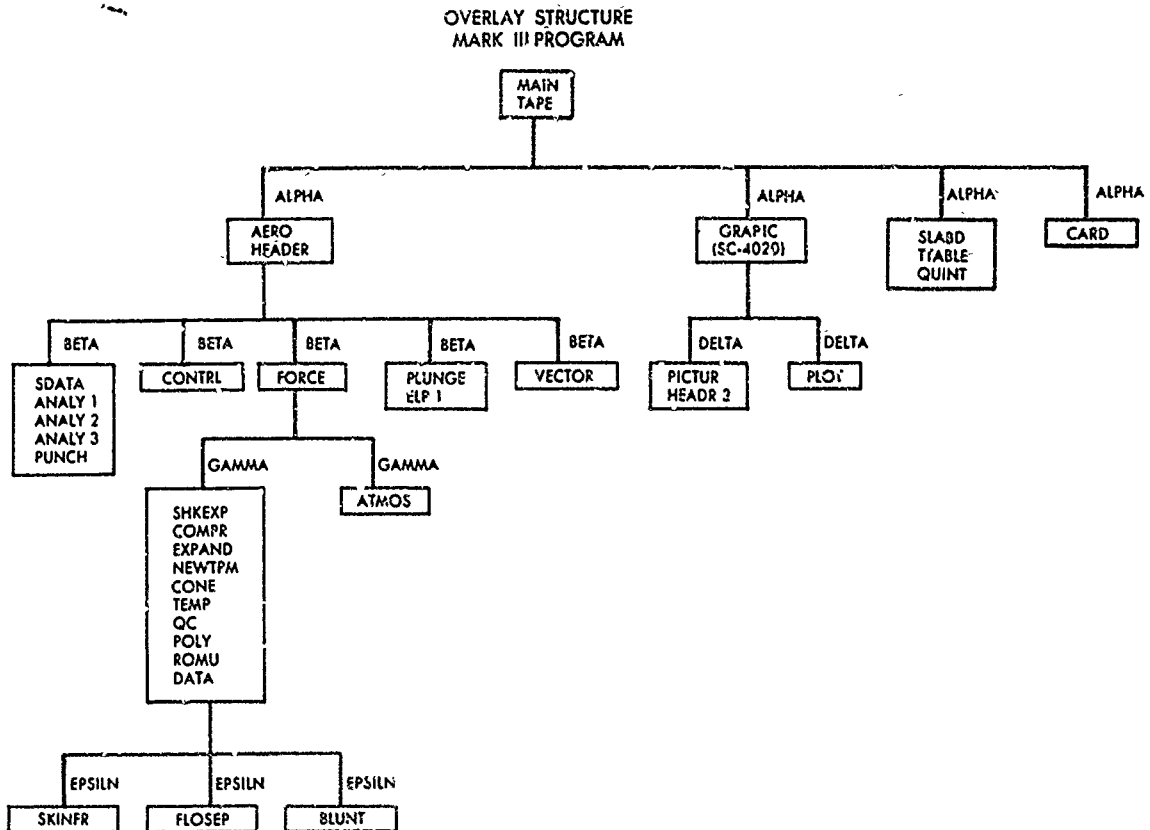 OVERLAY STRUCTURE
MARK III PROGRAM
MAIN
TAPE
ALPHA
ALPHA
ALPHA
ALPHA
AERO
HEADER
GRAPIC
(SC-4020)
SLABD
TTABLE
QUINT
CARD
BETA
BETA
BETA
BETA
BETA
DELTA
DELTA
SDATA
ANALY 1
ANALY 2
ANALY 3
PUNCH
CONTRL
FORCE
PLUNGE
ELP 1
VECTOR
PICTUR
HEADR 2
PLOT
GAMMA
GAMMA
SHKEXP
COMPR
EXPAND
NEWTPM
CONE
TEMP
QC
POLY
ROMU
DATA
ATMOS
EPSILN
EPSILN
EPSILN
SKINFR
FLOSEP
BLUNT